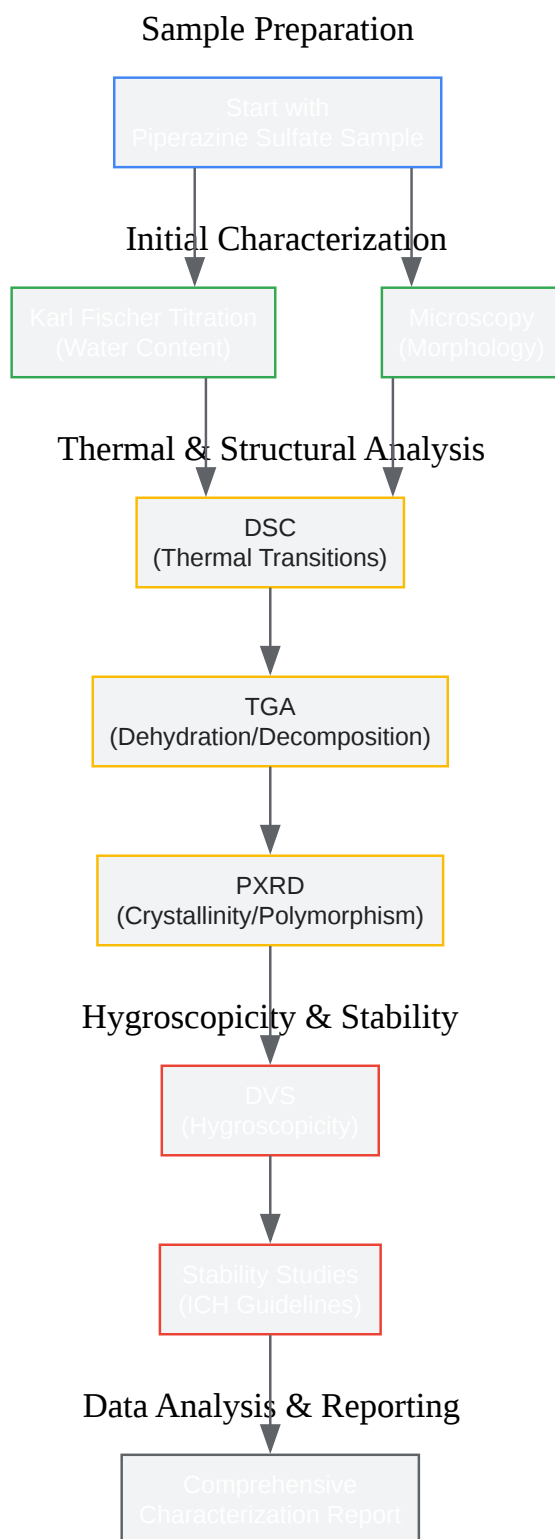 Sample Preparation
Start with
Piperazine Sulfate Sample
Initial Characterization
Karl Fischer Titration
(Water Content)
Microscopy
(Morphology)
Thermal & Structural Analysis
DSC
(Thermal Transitions)
TGA
(Dehydration/Decomposition)
PXRD
(Crystallinity/Polymorphism)
Hygroscopicity & Stability
DVS
(Hygroscopicity)
Stability Studies
(ICH Guidelines)
Data Analysis & Reporting
Comprehensive
Characterization Report